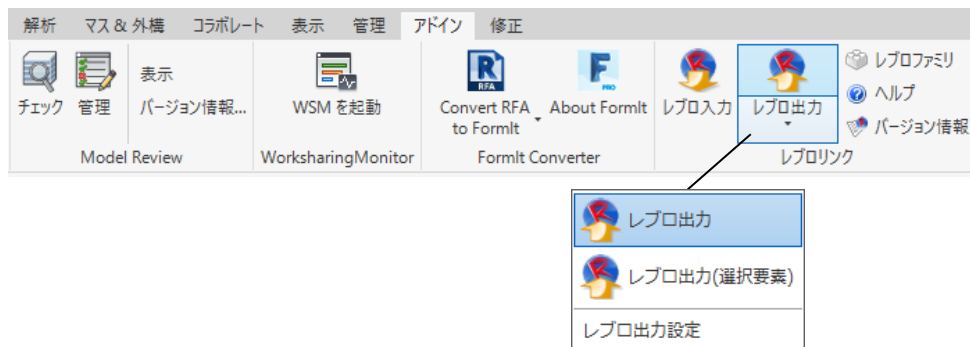 解析 マス & 外構 コラボレート 表示 管理 アドイン 修正
チェック 管理 表示 バージョン情報... WSM を起動 Convert RFA to FormIt About FormIt レブロ入力 レブロ出力 レブロファミリ
ヘルプ
バージョン情報
Model Review WorksharingMonitor FormIt Converter レブロリンク
レブロ出力
レブロ出力(選択要素)
レブロ出力設定